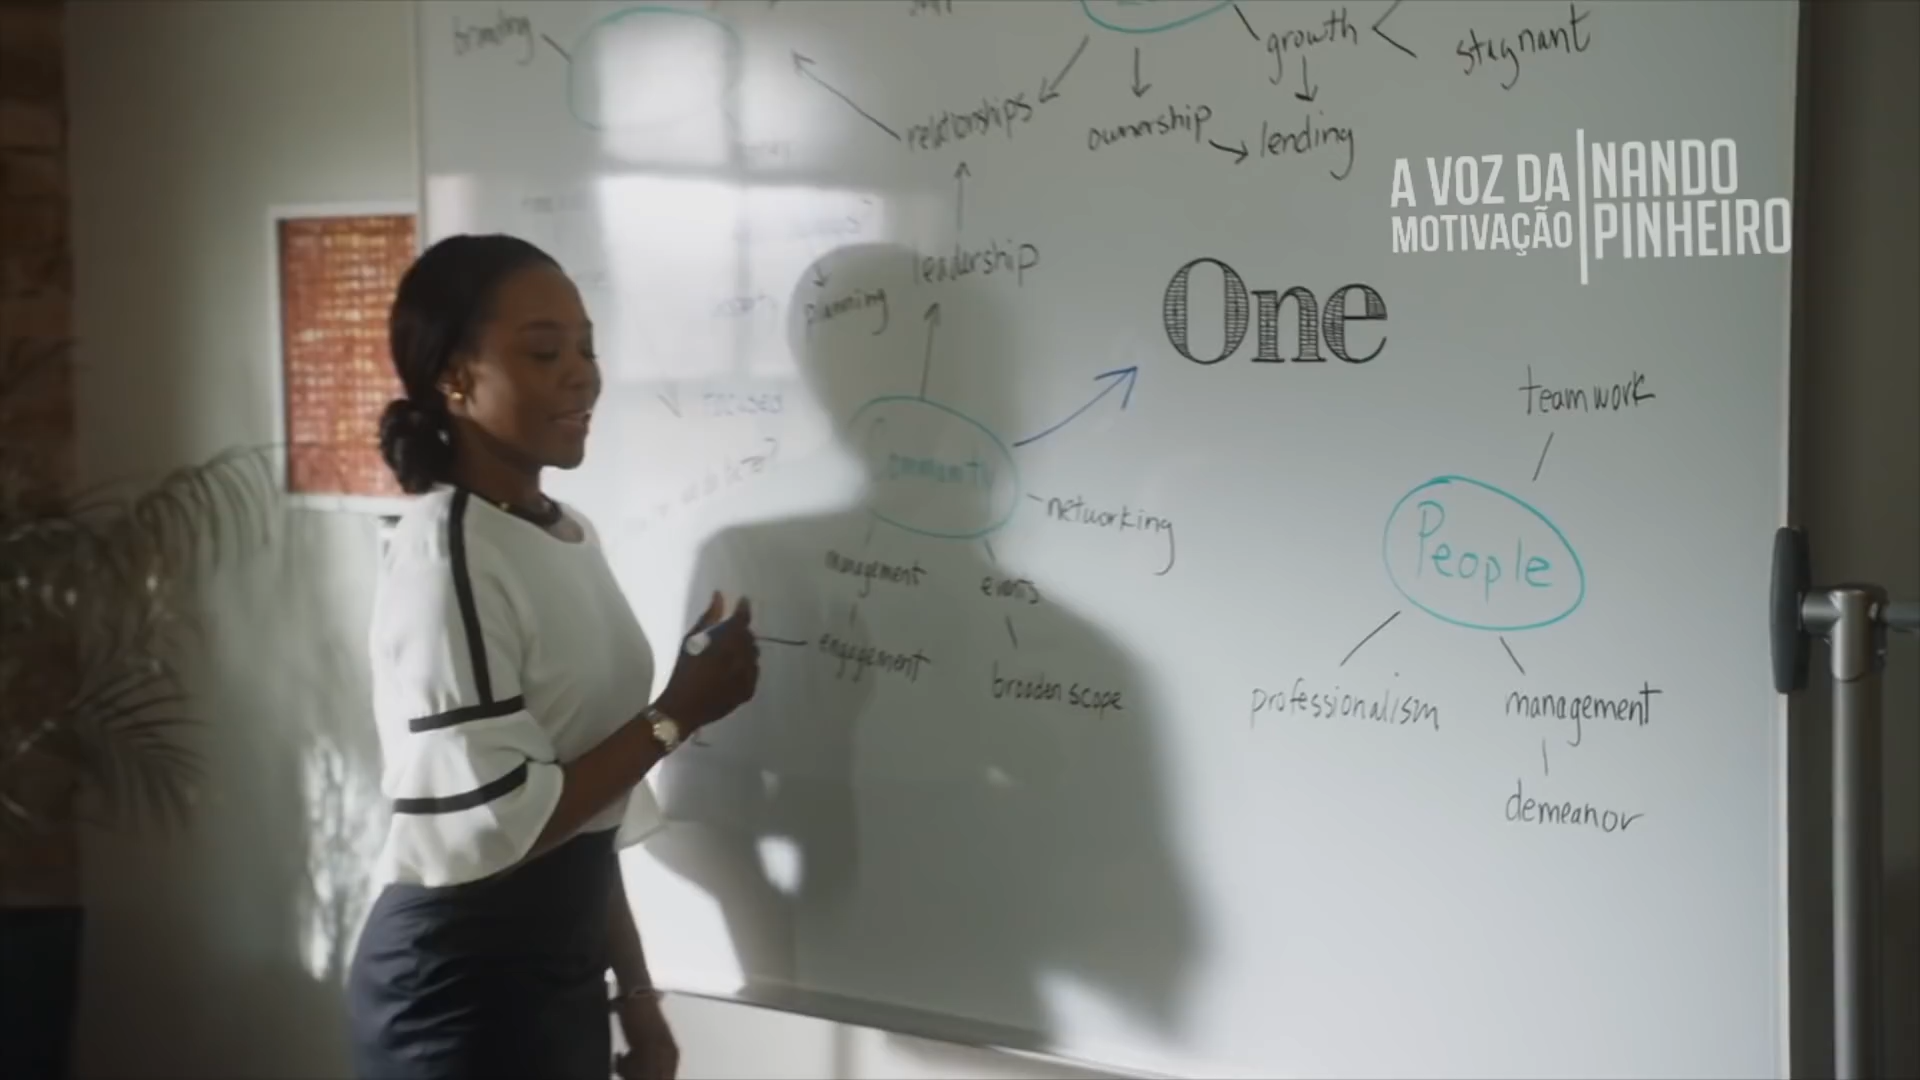 branding
growth
stagnant
relationships
ownership
lending
A VOZ DA
MOTIVAÇÃO
NANDO
PINHEIRO
leadership
planning
One
teamwork
Community
focused
networking
People
management
events
engagement
broaden scope
professionalism
management
demeanor